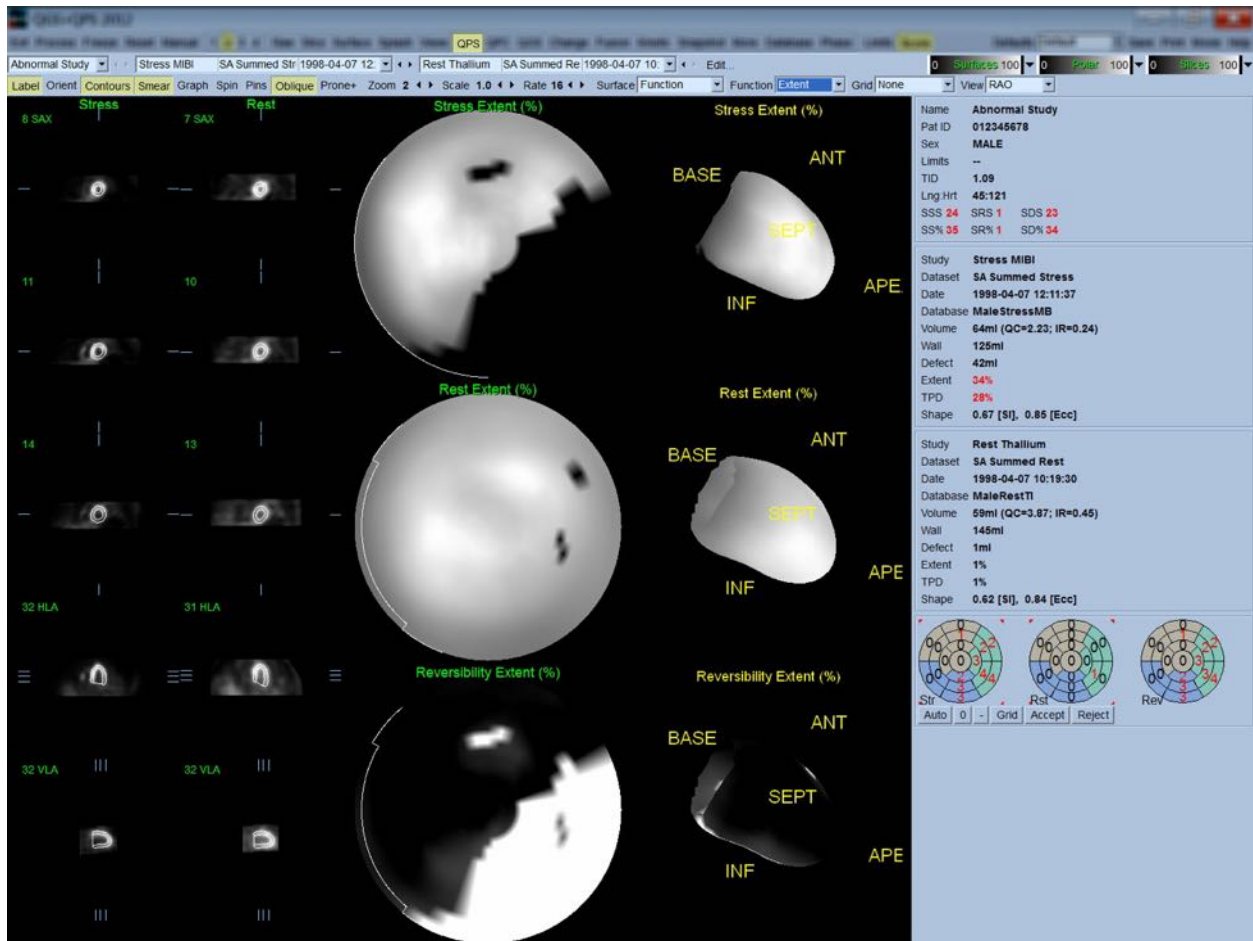 QGS+QPS 2012
QPS
Abnormal Study Stress MIBI SA Summed Str 1998-04-07 12: Rest Thallium SA Summed Re 1998-04-07 10: Edit... 0 Surfaces 100 0 Polar 100 0 Slices 100
Label Orient Contours Smear Graph Spin Pins Oblique Prone+ Zoom 2 Scale 1.0 Rate 16 Surface Function Function Extent Grid None View RAO
Stress Rest Stress Extent (%) Stress Extent (%)
8 SAX 7 SAX
ANT
BASE
SEPT
11 10
INF
APE
Rest Extent (%) Rest Extent (%)
14 13
ANT
BASE
SEPT
INF
APE
32 HLA 31 HLA
Reversibility Extent (%) Reversibility Extent (%)
ANT
BASE
32 VLA 32 VLA
SEPT
INF
APE
Name Abnormal Study
Pat ID 012345678
Sex MALE
Limits --
TID 1.09
Lng:Hrt 45:121
SSS 24 SRS 1 SDS 23
SS% 35 SR% 1 SD% 34
Study Stress MIBI
Dataset SA Summed Stress
Date 1998-04-07 12:11:37
Database MaleStressMB
Volume 64ml (QC=2.23; IR=0.24)
Wall 125ml
Defect 42ml
Extent 34%
TPD 28%
Shape 0.67 [SI], 0.85 [Ecc]
Study Rest Thallium
Dataset SA Summed Rest
Date 1998-04-07 10:19:30
Database MaleRestTl
Volume 59ml (QC=3.87; IR=0.45)
Wall 145ml
Defect 1ml
Extent 1%
TPD 1%
Shape 0.62 [SI], 0.84 [Ecc]
Str Rst Rev
Auto 0 - Grid Accept Reject